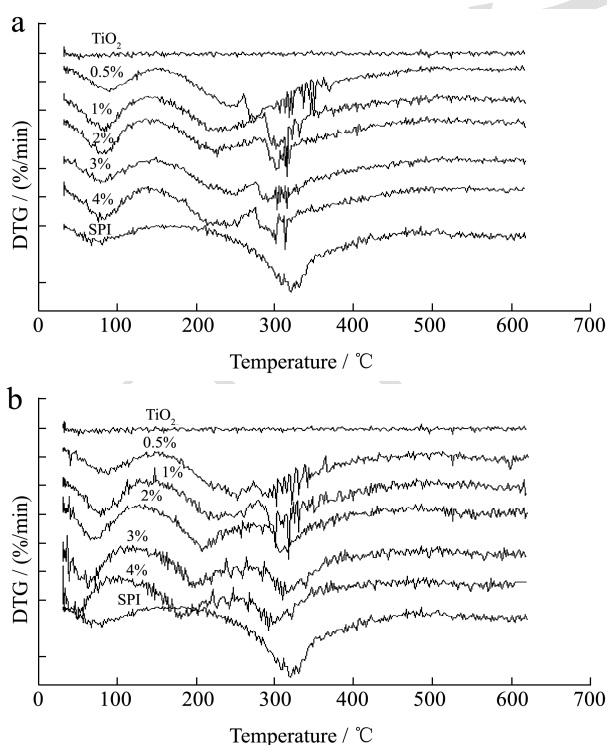 a
TiO2
0.5%
1%
2%
3%
4%
SPI
DTG / (%/min)
0 100 200 300 400 500 600 700
Temperature / ℃
b
TiO2
0.5%
1%
2%
3%
4%
SPI
DTG / (%/min)
0 100 200 300 400 500 600 700
Temperature / ℃